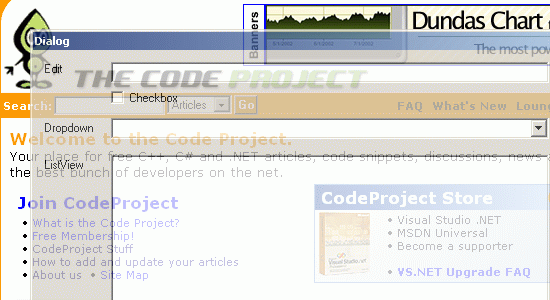 Banners
Dundas Chart
The most pow
Dialog
Edit
THE CODE PROJECT
Checkbox
Search:
Articles
Go
FAQ What's New Loung
Dropdown
Welcome to the Code Project.
Your place for free C++, C# and .NET articles, code snippets, discussions, news
ListView
the best bunch of developers on the net.
Join CodeProject
CodeProject Store
• What is the Code Project?
• Free Membership!
• CodeProject Stuff
• How to add and update your articles
• About us • Site Map
• Visual Studio .NET
• MSDN Universal
• Become a supporter
• VS.NET Upgrade FAQ